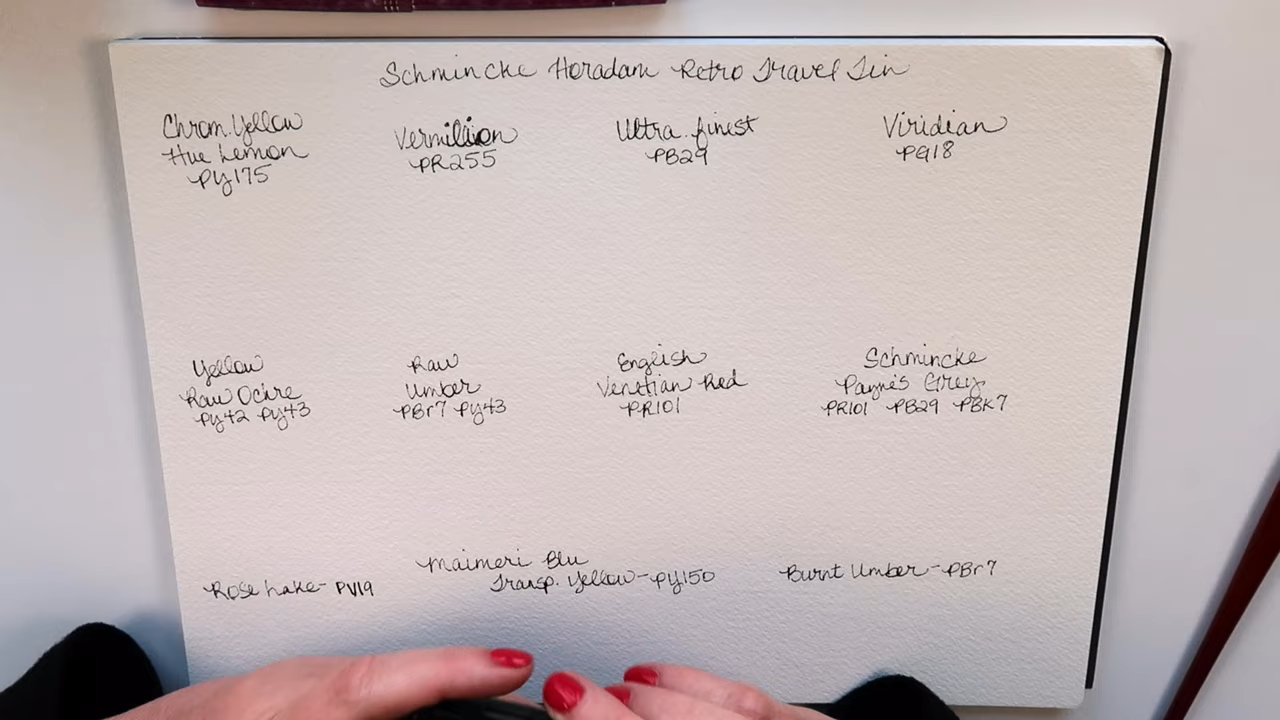 Schmincke Horadam Retro Travel Tin
Chrom. Yellow
Hue Lemon
PY175
Vermilion
PR255
Ultra finest
PB29
Viridian
PG18
Yellow
Raw Ochre
PY42 PY43
Raw
Umber
PBr7 PY43
English
Venetian Red
PR101
Schmincke
Payne's Grey
PR101 PB29 PBK7
Rose Lake - PV19
Maimeri Blu
Transp. Yellow - PY150
Burnt Umber - PBr7